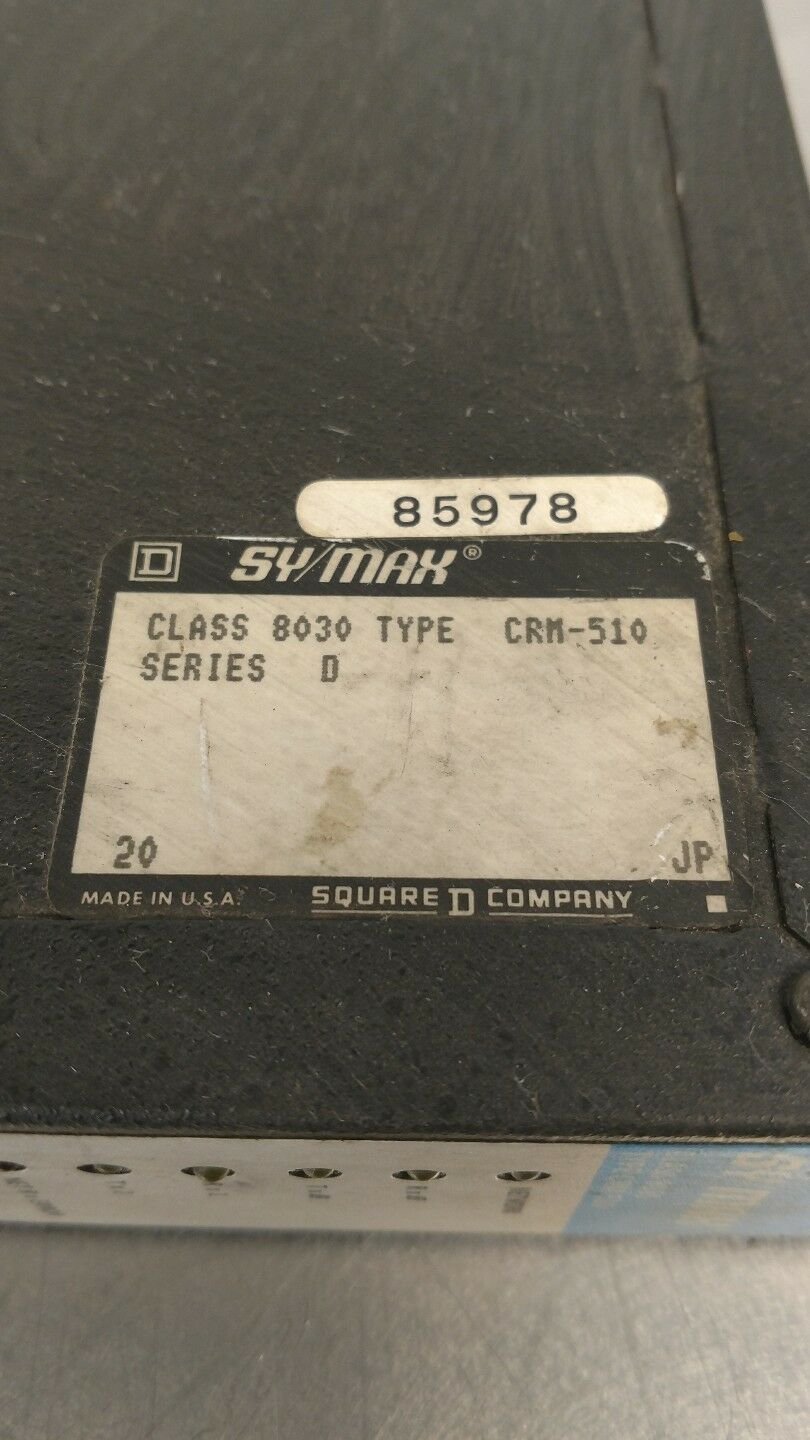 85978
D SY/MAX®
CLASS 8030 TYPE CRM-510
SERIES D
20 JP
MADE IN U.S.A. SQUARE D COMPANY